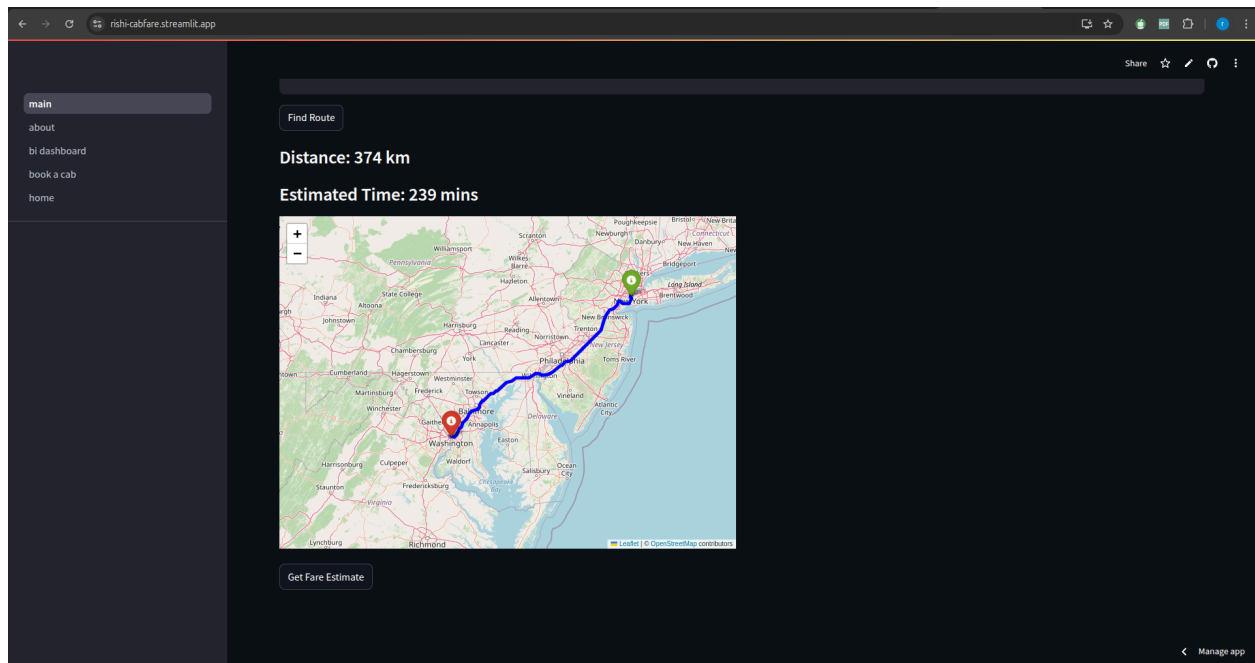 rishi-cabfare.streamlit.app
Share
main
about
bi dashboard
book a cab
home
Find Route
Distance: 374 km
Estimated Time: 239 mins
+
−
Poughkeepsie
Bristol
New Brita
Scranton
Newburgh
Connecticut
Danbury
New Haven
Williamsport
Wilkes-
Barre
Pennsylvania
Bridgeport
Hazleton
Long Island
Brentwood
Indiana
State College
Altoona
Allentown
New York
Johnstown
New Brunswick
Harrisburg
Reading
Trenton
Norristown
Lancaster
New Jersey
Chambersburg
York
Philadelphia
Toms River
Cumberland
Hagerstown
Westminster
Martinsburg
Frederick
Towson
Vineland
Winchester
Baltimore
Atlantic
City
Delaware
Annapolis
Washington
Easton
Harrisonburg
Culpeper
Waldorf
Salisbury
Ocean
City
Staunton
Fredericksburg
Chesapeake
Bay
Virginia
Lynchburg
Richmond
Leaflet | © OpenStreetMap contributors
Get Fare Estimate
Manage app